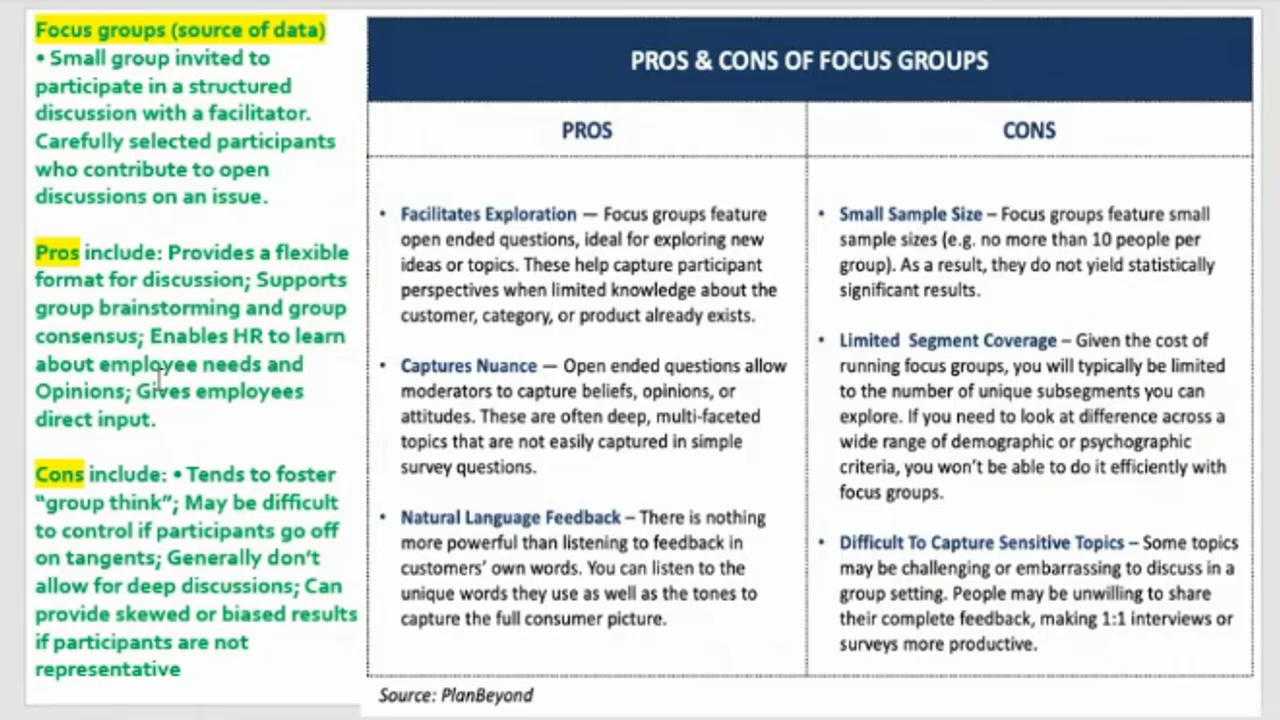 Focus groups (source of data)
• Small group invited to
participate in a structured
discussion with a facilitator.
Carefully selected participants
who contribute to open
discussions on an issue.
Pros include: Provides a flexible
format for discussion; Supports
group brainstorming and group
consensus; Enables HR to learn
about employee needs and
Opinions; Gives employees
direct input.
Cons include: • Tends to foster
“group think”; May be difficult
to control if participants go off
on tangents; Generally don’t
allow for deep discussions; Can
provide skewed or biased results
if participants are not
representative
PROS & CONS OF FOCUS GROUPS
PROS
• Facilitates Exploration — Focus groups feature
open ended questions, ideal for exploring new
ideas or topics. These help capture participant
perspectives when limited knowledge about the
customer, category, or product already exists.
• Captures Nuance — Open ended questions allow
moderators to capture beliefs, opinions, or
attitudes. These are often deep, multi-faceted
topics that are not easily captured in simple
survey questions.
• Natural Language Feedback – There is nothing
more powerful than listening to feedback in
customers’ own words. You can listen to the
unique words they use as well as the tones to
capture the full consumer picture.
CONS
• Small Sample Size – Focus groups feature small
sample sizes (e.g. no more than 10 people per
group). As a result, they do not yield statistically
significant results.
• Limited Segment Coverage – Given the cost of
running focus groups, you will typically be limited
to the number of unique subsegments you can
explore. If you need to look at difference across a
wide range of demographic or psychographic
criteria, you won’t be able to do it efficiently with
focus groups.
• Difficult To Capture Sensitive Topics – Some topics
may be challenging or embarrassing to discuss in a
group setting. People may be unwilling to share
their complete feedback, making 1:1 interviews or
surveys more productive.
Source: PlanBeyond